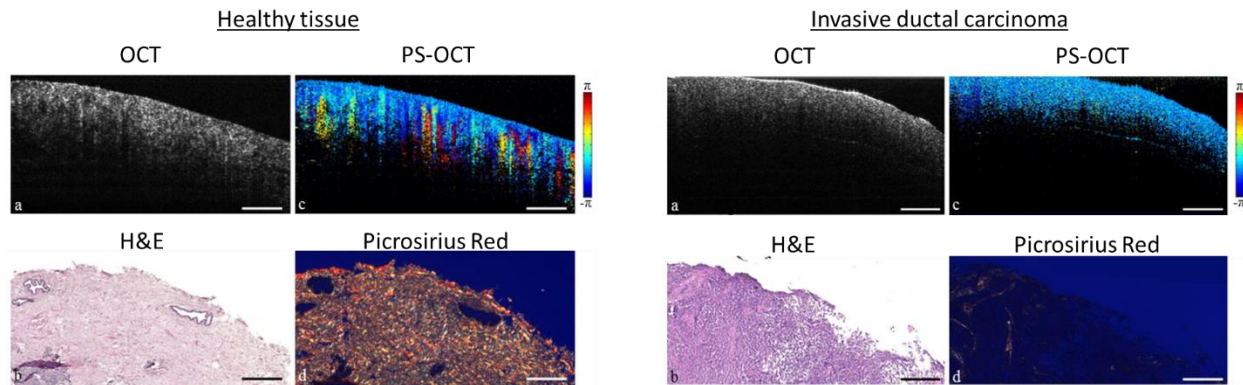 Healthy tissue
OCT PS-OCT
a c
π
-π
H&E Picrosirius Red
b d
Invasive ductal carcinoma
OCT PS-OCT
a c
π
-π
H&E Picrosirius Red
b d